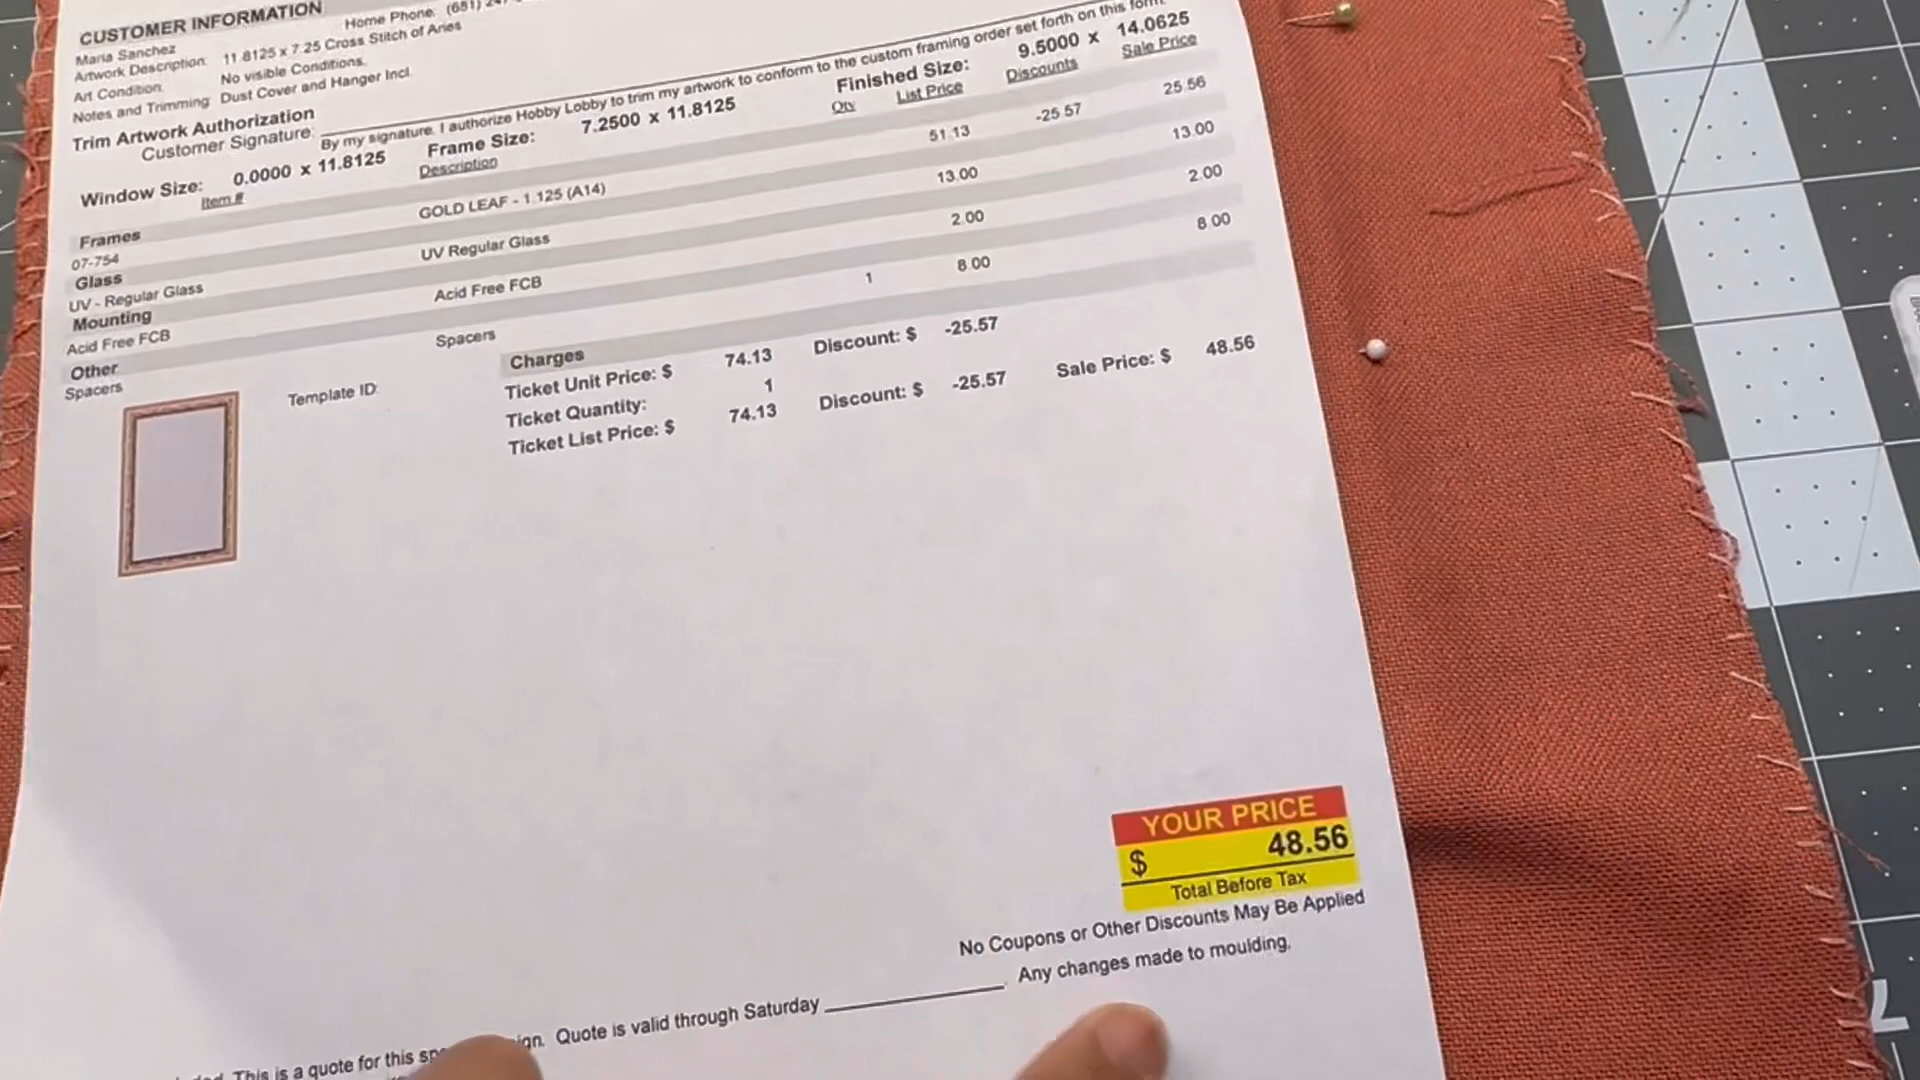 CUSTOMER INFORMATION
Maria Sanchez Home Phone: (651)
Artwork Description: 11.8125 x 7.25 Cross Stitch of Aries
Art Condition: No visible Conditions.
Notes and Trimming: Dust Cover and Hanger Incl.
Trim Artwork Authorization
Customer Signature:
By my signature, I authorize Hobby Lobby to trim my artwork to conform to the custom framing order set forth on this form.
Window Size: 0.0000 x 11.8125 Frame Size: 7.2500 x 11.8125 Finished Size: 9.5000 x 14.0625
Item # Description Qty List Price Discounts Sale Price
Frames
07-754 GOLD LEAF - 1.125 (A14) 51.13 -25.57 25.56
Glass
UV - Regular Glass UV Regular Glass 13.00 13.00
Mounting
Acid Free FCB Acid Free FCB 2.00 2.00
Other
Spacers Spacers 1 8.00 8.00
Template ID:
Charges
Ticket Unit Price: $ 74.13 Discount: $ -25.57
Ticket Quantity: 1
Ticket List Price: $ 74.13 Discount: $ -25.57 Sale Price: $ 48.56
YOUR PRICE
$ 48.56
Total Before Tax
No Coupons or Other Discounts May Be Applied
This is a quote for this Quote is valid through Saturday ____________. Any changes made to moulding,